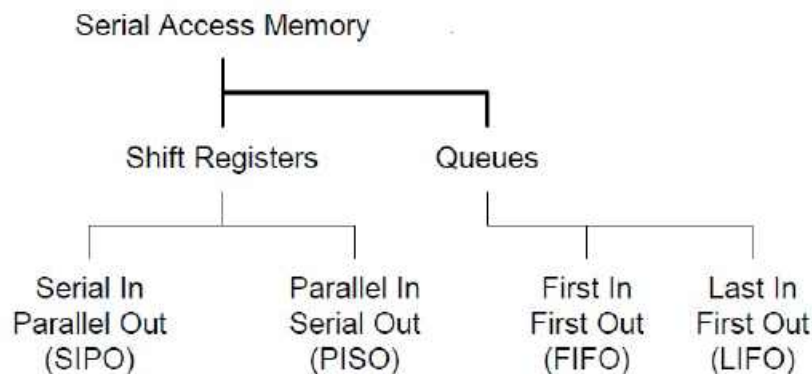 Serial Access Memory
Shift Registers
Queues
Serial In
Parallel Out
(SIPO)
Parallel In
Serial Out
(PISO)
First In
First Out
(FIFO)
Last In
First Out
(LIFO)